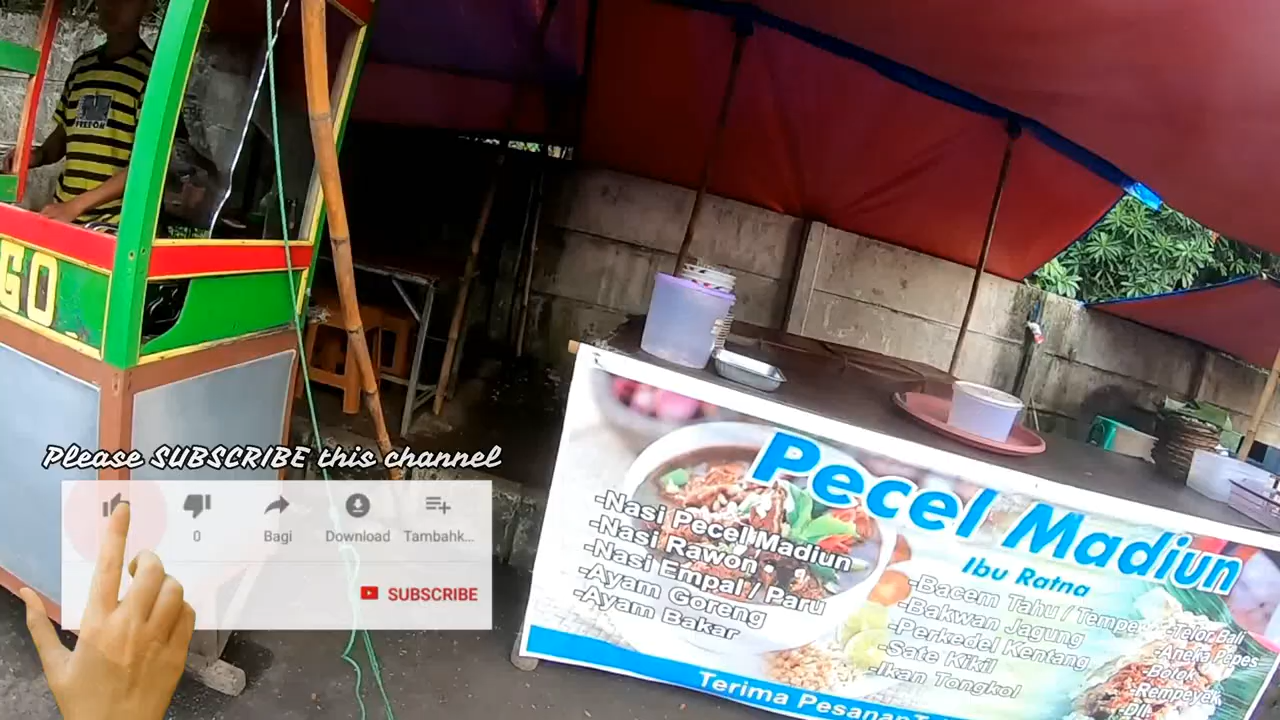 GO
Please SUBSCRIBE this channel
0
Bagi
Download
Tambahk...
SUBSCRIBE
Pecel Madiun
Ibu Ratna
-Nasi Pecel Madiun
-Nasi Rawon
-Nasi Empal / Paru
-Ayam Goreng
-Ayam Bakar
-Bacem Tahu / Tempe
-Bakwan Jagung
-Perkedel Kentang
-Sate Kikil
-Ikan Tongkol
-Telor Bali
-Aneka Pepes
-Botok
-Rempeyek
-Dll
Terima Pesanan